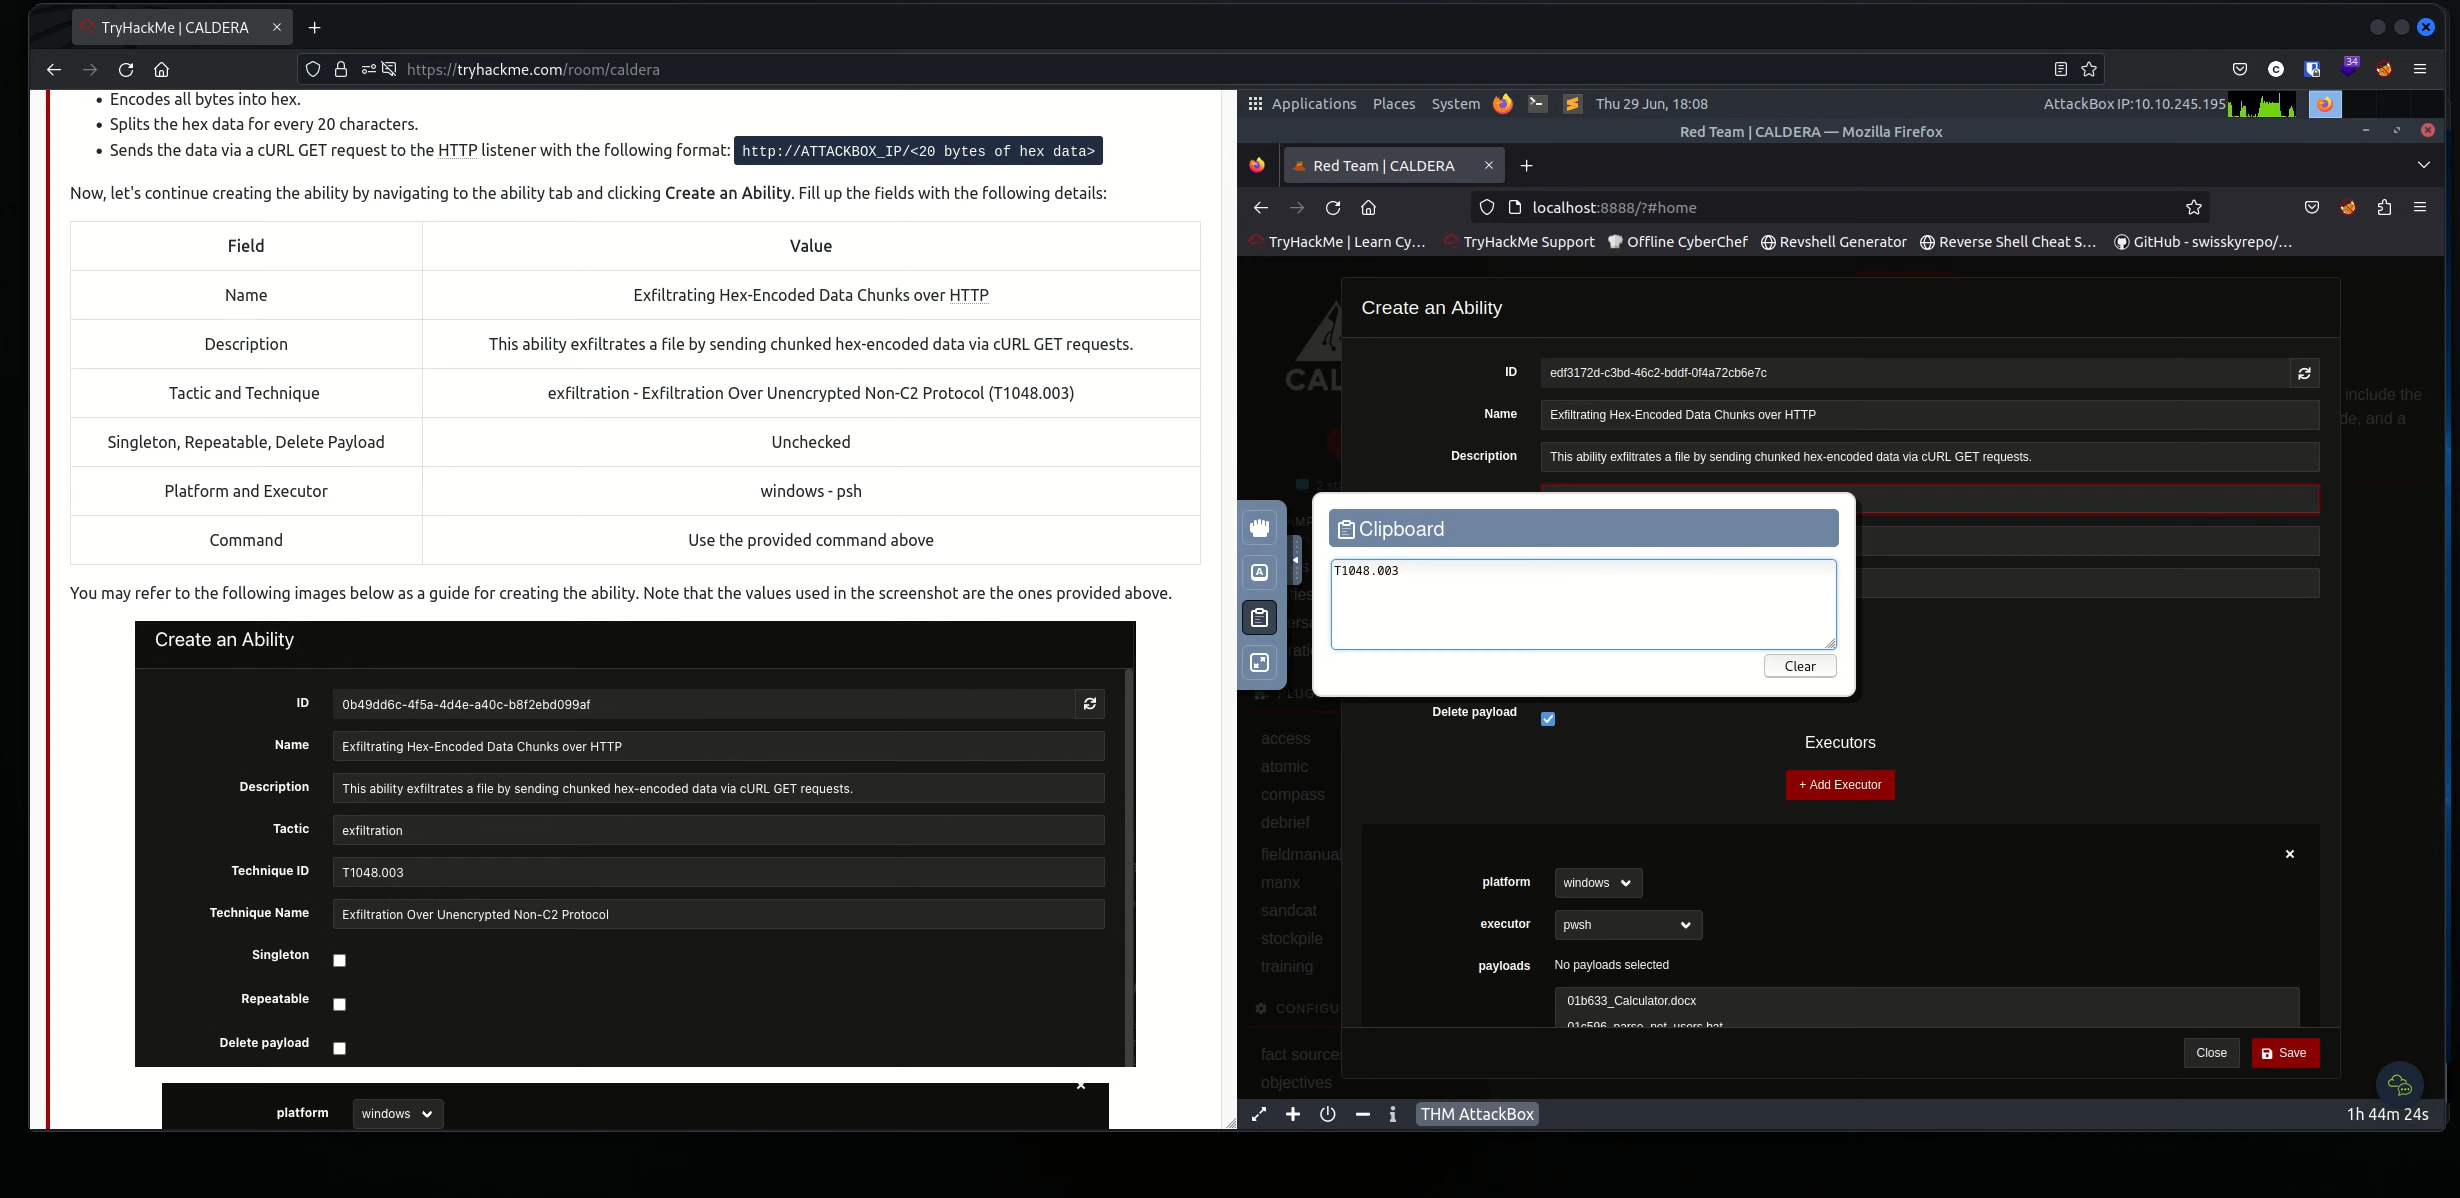 TryHackMe | CALDERA
https://tryhackme.com/room/caldera
34
• Encodes all bytes into hex.
• Splits the hex data for every 20 characters.
• Sends the data via a cURL GET request to the HTTP listener with the following format: http://ATTACKBOX_IP/<20 bytes of hex data>
Now, let's continue creating the ability by navigating to the ability tab and clicking Create an Ability. Fill up the fields with the following details:
Field Value
Name Exfiltrating Hex-Encoded Data Chunks over HTTP
Description This ability exfiltrates a file by sending chunked hex-encoded data via cURL GET requests.
Tactic and Technique exfiltration - Exfiltration Over Unencrypted Non-C2 Protocol (T1048.003)
Singleton, Repeatable, Delete Payload Unchecked
Platform and Executor windows - psh
Command Use the provided command above
You may refer to the following images below as a guide for creating the ability. Note that the values used in the screenshot are the ones provided above.
Create an Ability
ID 0b49dd6c-4f5a-4d4e-a40c-b8f2ebd099af
Name Exfiltrating Hex-Encoded Data Chunks over HTTP
Description This ability exfiltrates a file by sending chunked hex-encoded data via cURL GET requests.
Tactic exfiltration
Technique ID T1048.003
Technique Name Exfiltration Over Unencrypted Non-C2 Protocol
Singleton
Repeatable
Delete payload
platform windows
Applications Places System Thu 29 Jun, 18:08 AttackBox IP:10.10.245.195
Red Team | CALDERA — Mozilla Firefox
Red Team | CALDERA
localhost:8888/?#home
TryHackMe | Learn Cy... TryHackMe Support Offline CyberChef Revshell Generator Reverse Shell Cheat S... GitHub - swisskyrepo/...
Create an Ability
ID edf3172d-c3bd-46c2-bddf-0f4a72cb6e7c
CAL
include the
Name Exfiltrating Hex-Encoded Data Chunks over HTTP
de, and a
Description This ability exfiltrates a file by sending chunked hex-encoded data via cURL GET requests.
Clipboard
T1048.003
Clear
PLUG
Delete payload
access
Executors
atomic
+ Add Executor
compass
debrief
fieldmanual
manx
platform windows
sandcat
executor pwsh
stockpile
payloads No payloads selected
training
01b633_Calculator.docx
CONFIGU
fact sources
Close Save
objectives
THM AttackBox
1h 44m 24s